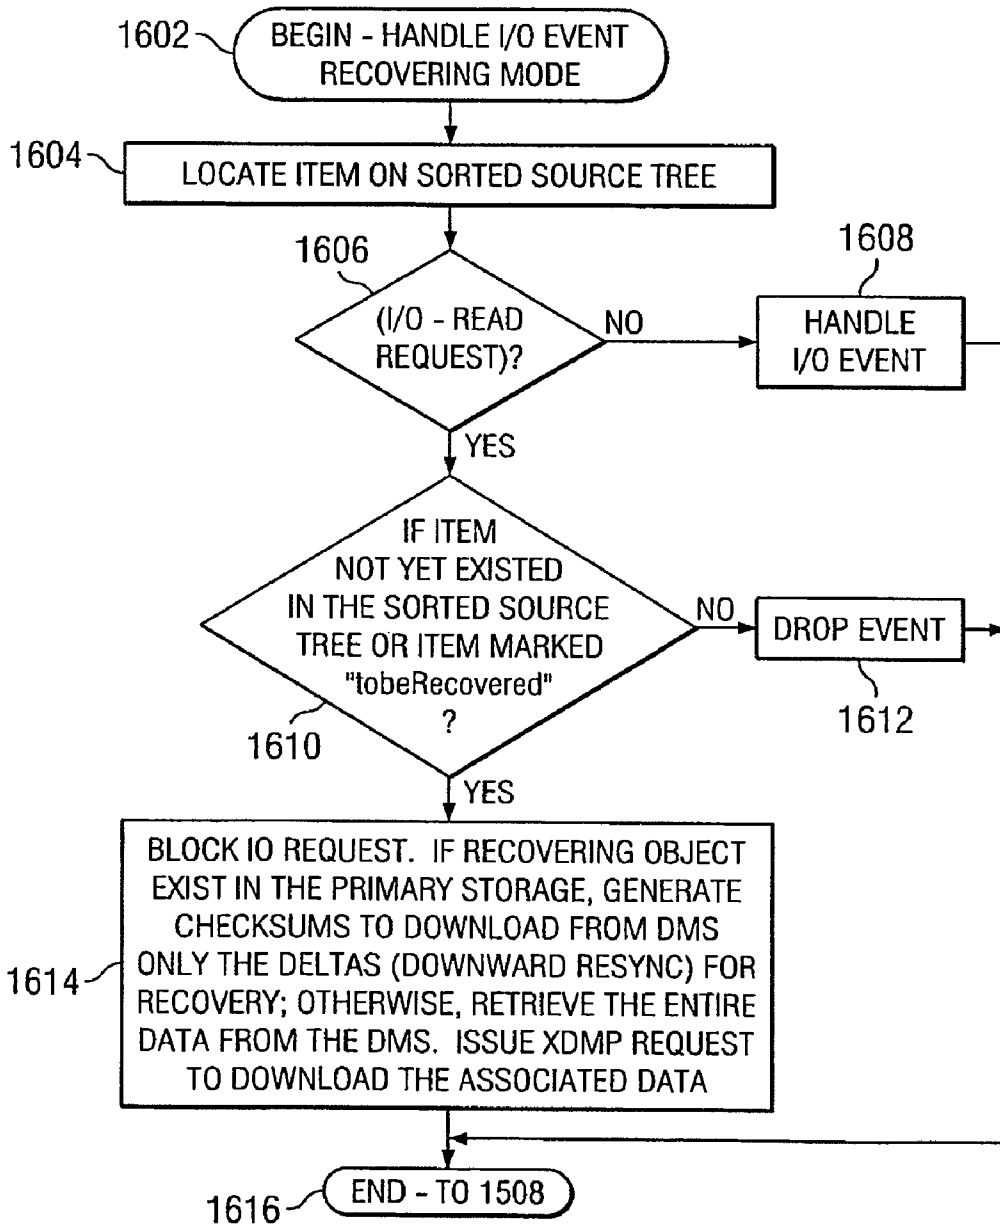 1602
BEGIN - HANDLE I/O EVENT
RECOVERING MODE
1604
LOCATE ITEM ON SORTED SOURCE TREE
1606
(I/O - READ
REQUEST)?
NO
1608
HANDLE
I/O EVENT
YES
IF ITEM
NOT YET EXISTED
IN THE SORTED SOURCE
TREE OR ITEM MARKED
"tobeRecovered"
?
1610
NO
DROP EVENT
1612
YES
BLOCK IO REQUEST. IF RECOVERING OBJECT
EXIST IN THE PRIMARY STORAGE, GENERATE
CHECKSUMS TO DOWNLOAD FROM DMS
ONLY THE DELTAS (DOWNWARD RESYNC) FOR
RECOVERY; OTHERWISE, RETRIEVE THE ENTIRE
DATA FROM THE DMS. ISSUE XDMP REQUEST
TO DOWNLOAD THE ASSOCIATED DATA
1614
END - TO 1508
1616